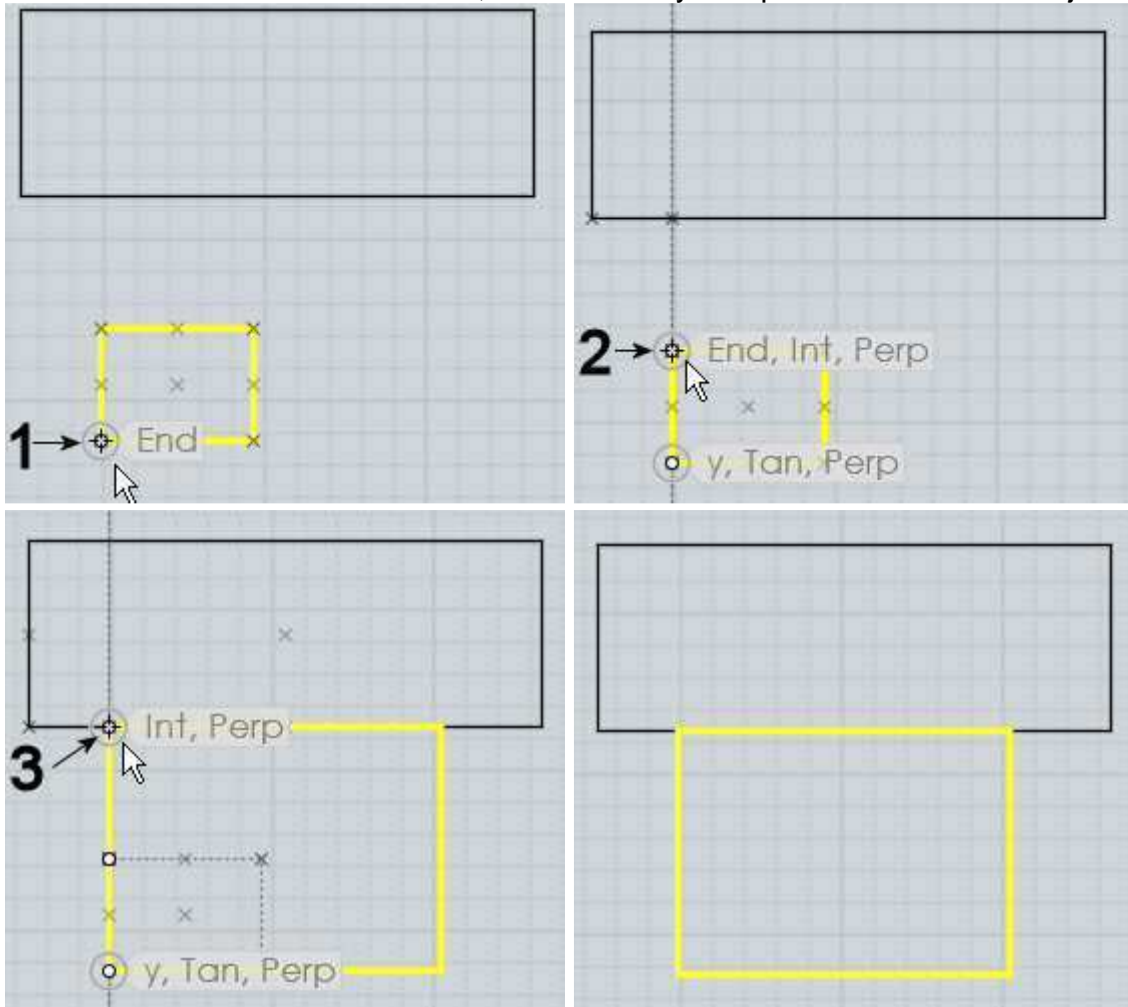 1 End
2 End, Int, Perp
y, Tan, Perp
Int, Perp
3
y, Tan, Perp